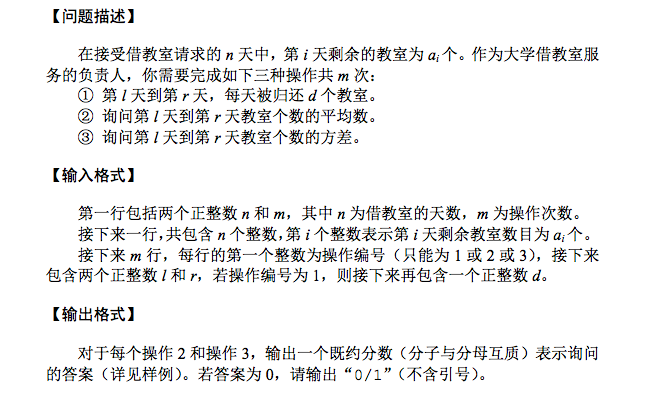 【问题描述】
在接受借教室请求的 n 天中，第 i 天剩余的教室为 ai 个。作为大学借教室服
务的负责人，你需要完成如下三种操作共 m 次：
① 第 l 天到第 r 天，每天被归还 d 个教室。
② 询问第 l 天到第 r 天教室个数的平均数。
③ 询问第 l 天到第 r 天教室个数的方差。
【输入格式】
第一行包括两个正整数 n 和 m，其中 n 为借教室的天数，m 为操作次数。
接下来一行，共包含 n 个整数，第 i 个整数表示第 i 天剩余教室数目为 ai 个。
接下来 m 行，每行的第一个整数为操作编号（只能为 1 或 2 或 3），接下来
包含两个正整数 l 和 r，若操作编号为 1，则接下来再包含一个正整数 d。
【输出格式】
对于每个操作 2 和操作 3，输出一个既约分数（分子与分母互质）表示询问
的答案（详见样例）。若答案为 0，请输出“0/1”（不含引号）。